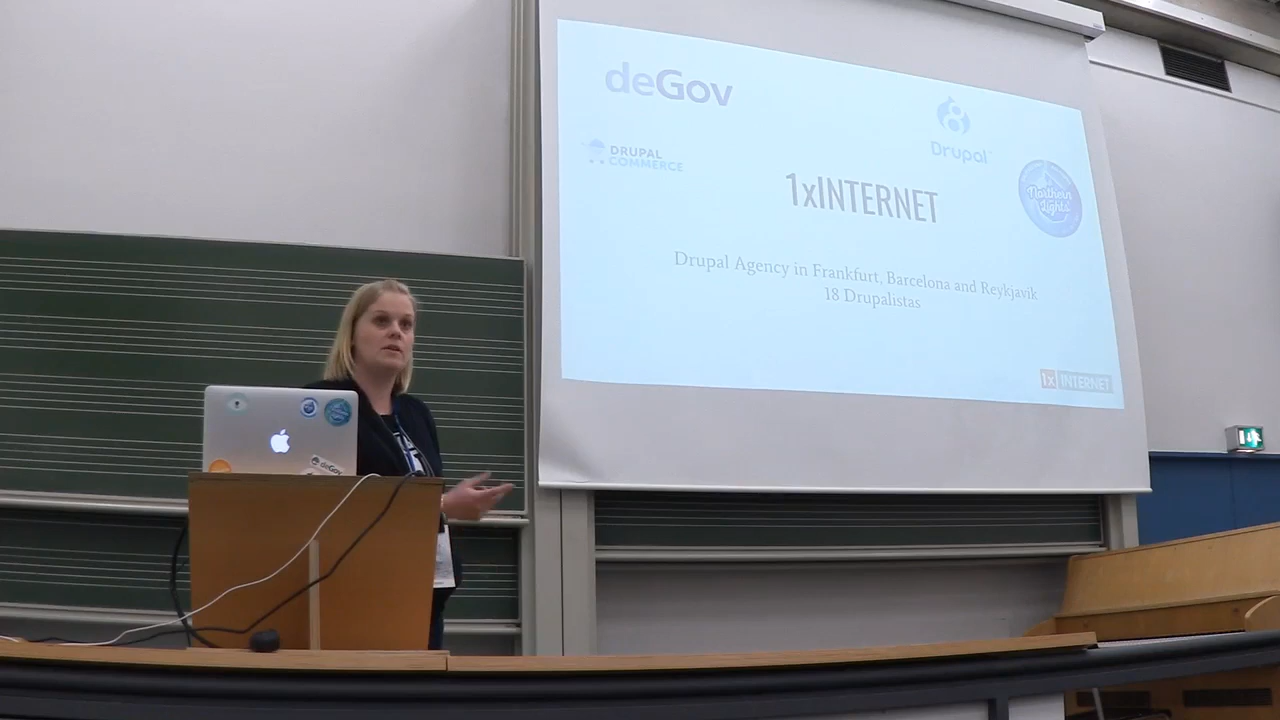 deGov
Drupal
DRUPAL
COMMERCE
Northern
Lights
1xINTERNET
Drupal Agency in Frankfurt, Barcelona and Reykjavik
18 Drupalistas
1x INTERNET
deGov